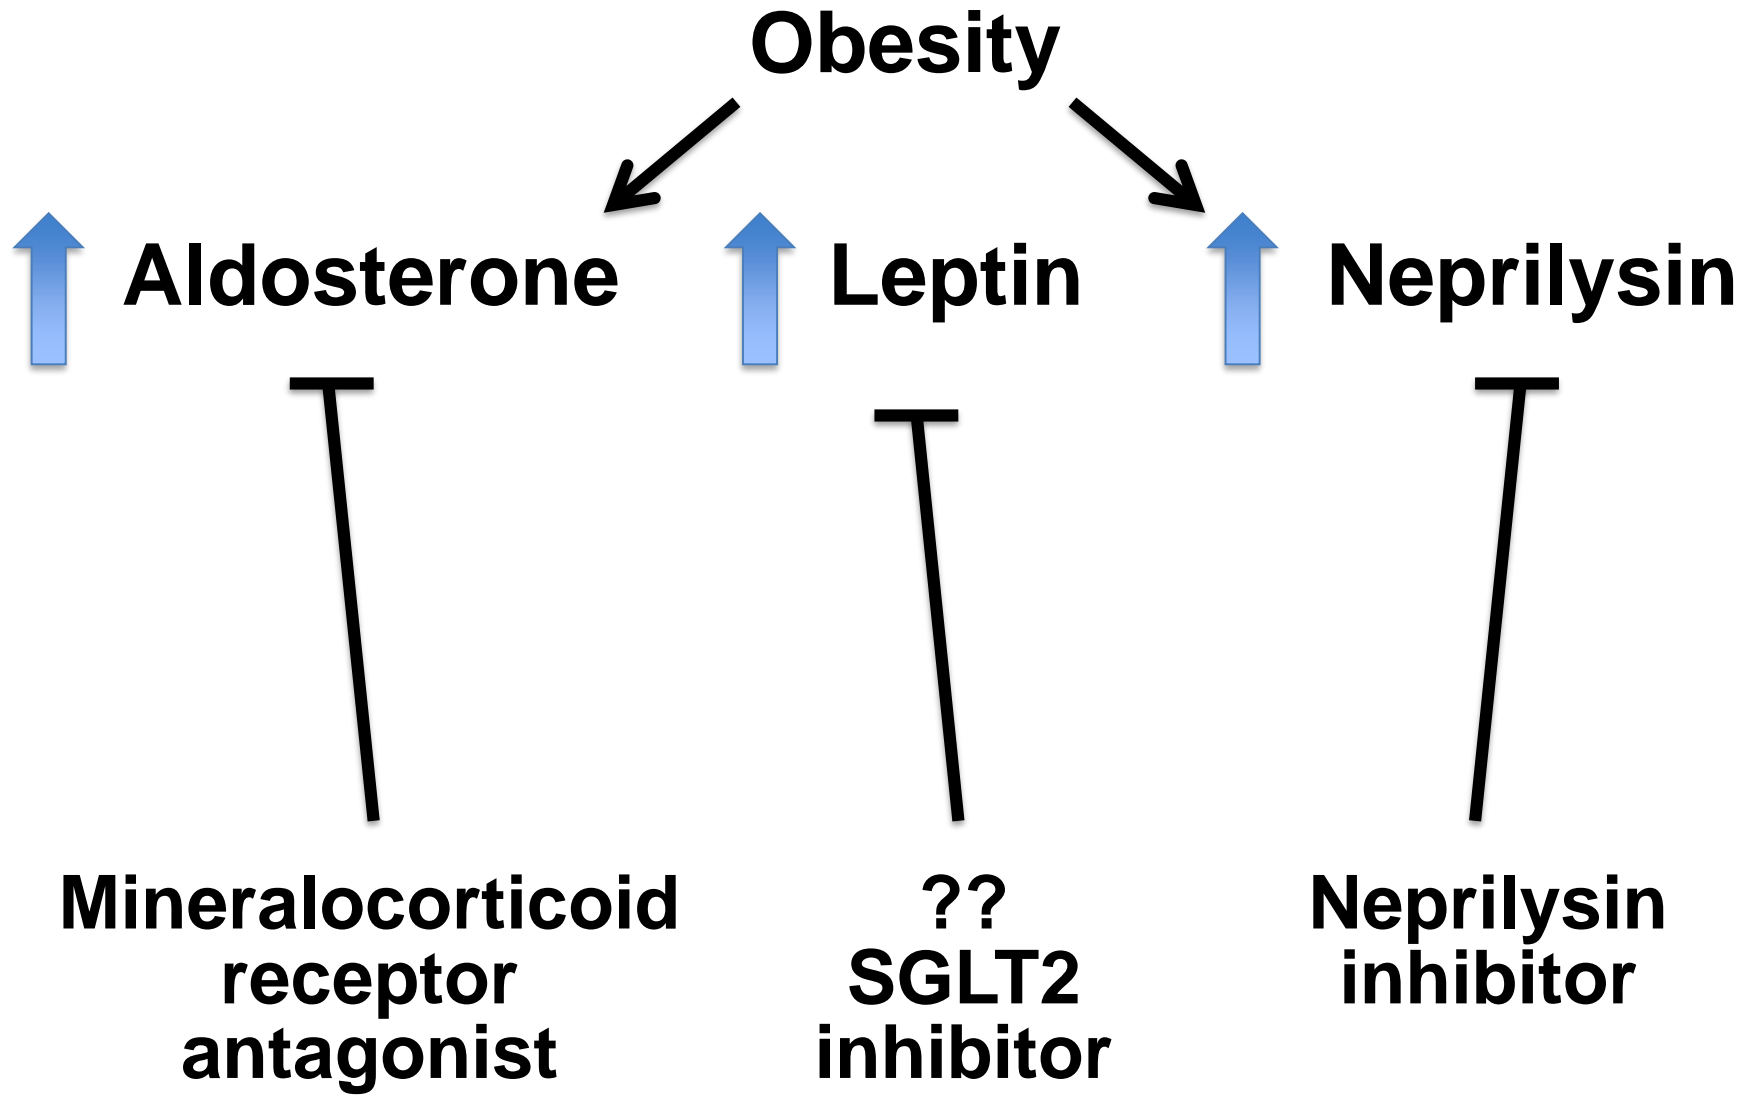 Obesity
Aldosterone
Leptin
Neprilysin
Mineralocorticoid
receptor
antagonist
??
SGLT2
inhibitor
Neprilysin
inhibitor